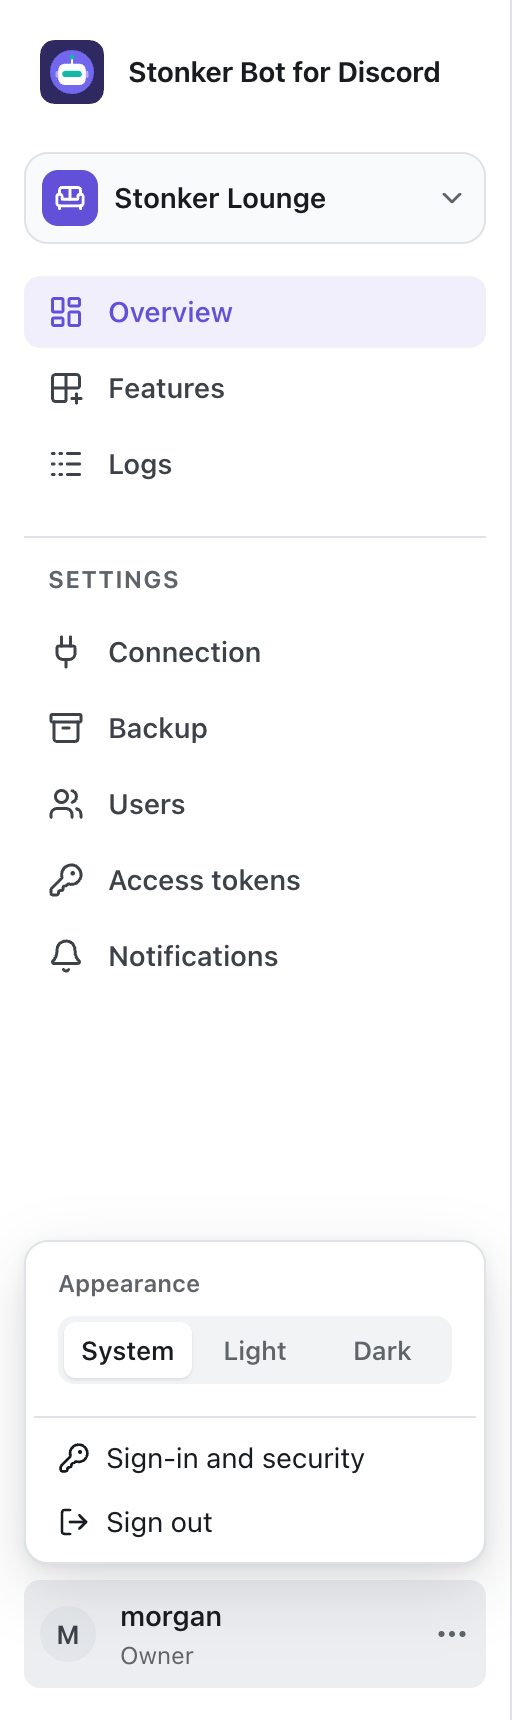 Stonker Bot for Discord
Stonker Lounge
Overview
Features
Logs
SETTINGS
Connection
Backup
Users
Access tokens
Notifications
Appearance
System Light Dark
Sign-in and security
Sign out
M
morgan
Owner